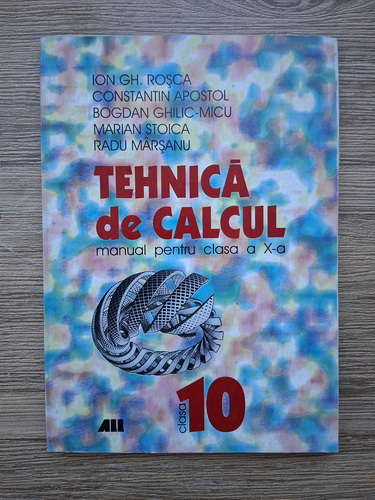 ION GH. ROȘCA
CONSTANTIN APOSTOL
BOGDAN GHILIC-MICU
MARIAN STOICA
RADU MÂRȘANU
TEHNICĂ
de CALCUL
manual pentru clasa a X-a
clasa 10
ALL